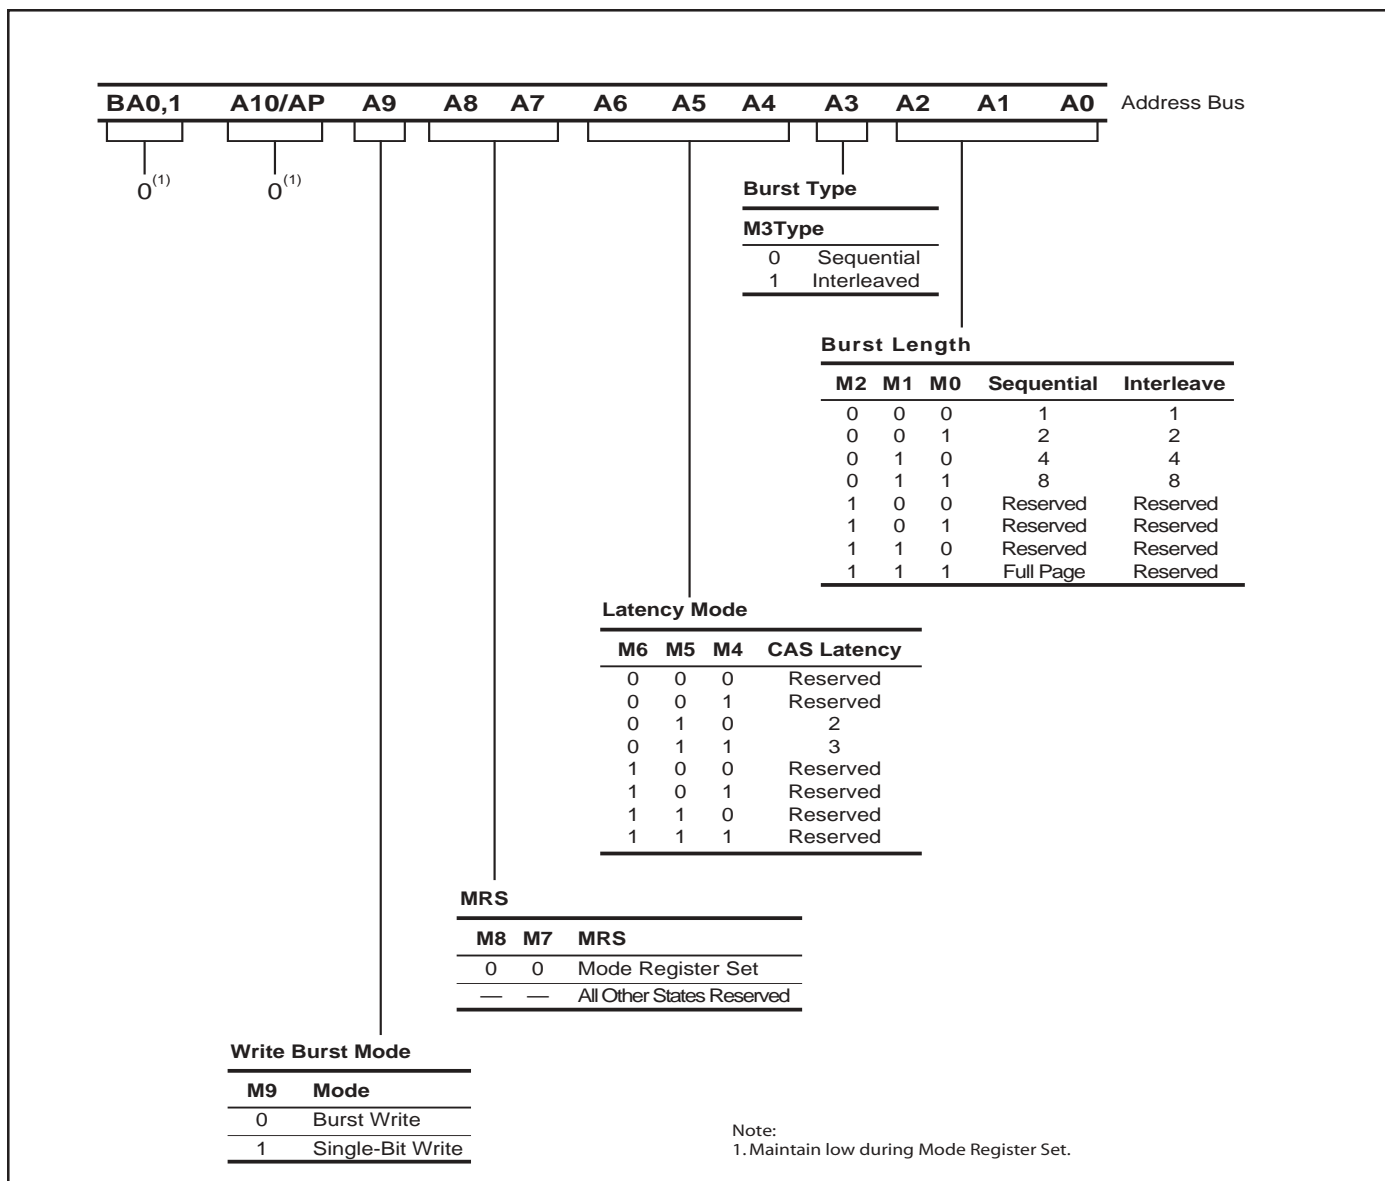 BA0,1 A10/AP A9 A8 A7 A6 A5 A4 A3 A2 A1 A0 Address Bus
0(1) 0(1)
Burst Type
M3Type
0 Sequential
1 Interleaved
Burst Length
M2 M1 M0 Sequential Interleave
0 0 0 1 1
0 0 1 2 2
0 1 0 4 4
0 1 1 8 8
1 0 0 Reserved Reserved
1 0 1 Reserved Reserved
1 1 0 Reserved Reserved
1 1 1 Full Page Reserved
Latency Mode
M6 M5 M4 CAS Latency
0 0 0 Reserved
0 0 1 Reserved
0 1 0 2
0 1 1 3
1 0 0 Reserved
1 0 1 Reserved
1 1 0 Reserved
1 1 1 Reserved
MRS
M8 M7 MRS
0 0 Mode Register Set
— — All Other States Reserved
Write Burst Mode
M9 Mode
0 Burst Write
1 Single-Bit Write
Note:
1. Maintain low during Mode Register Set.